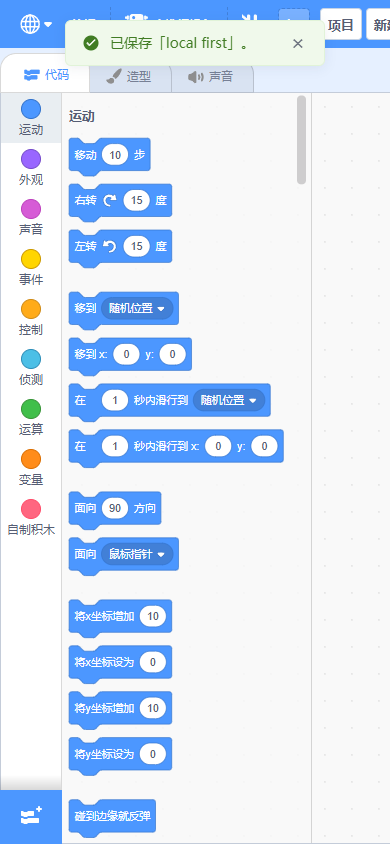 项目
新建
已保存「local first」。
代码
造型
声音
运动
外观
声音
事件
控制
侦测
运算
变量
自制积木
运动
移动 10 步
右转 15 度
左转 15 度
移到 随机位置
移到 x: 0 y: 0
在 1 秒内滑行到 随机位置
在 1 秒内滑行到 x: 0 y: 0
面向 90 方向
面向 鼠标指针
将x坐标增加 10
将x坐标设为 0
将y坐标增加 10
将y坐标设为 0
碰到边缘就反弹